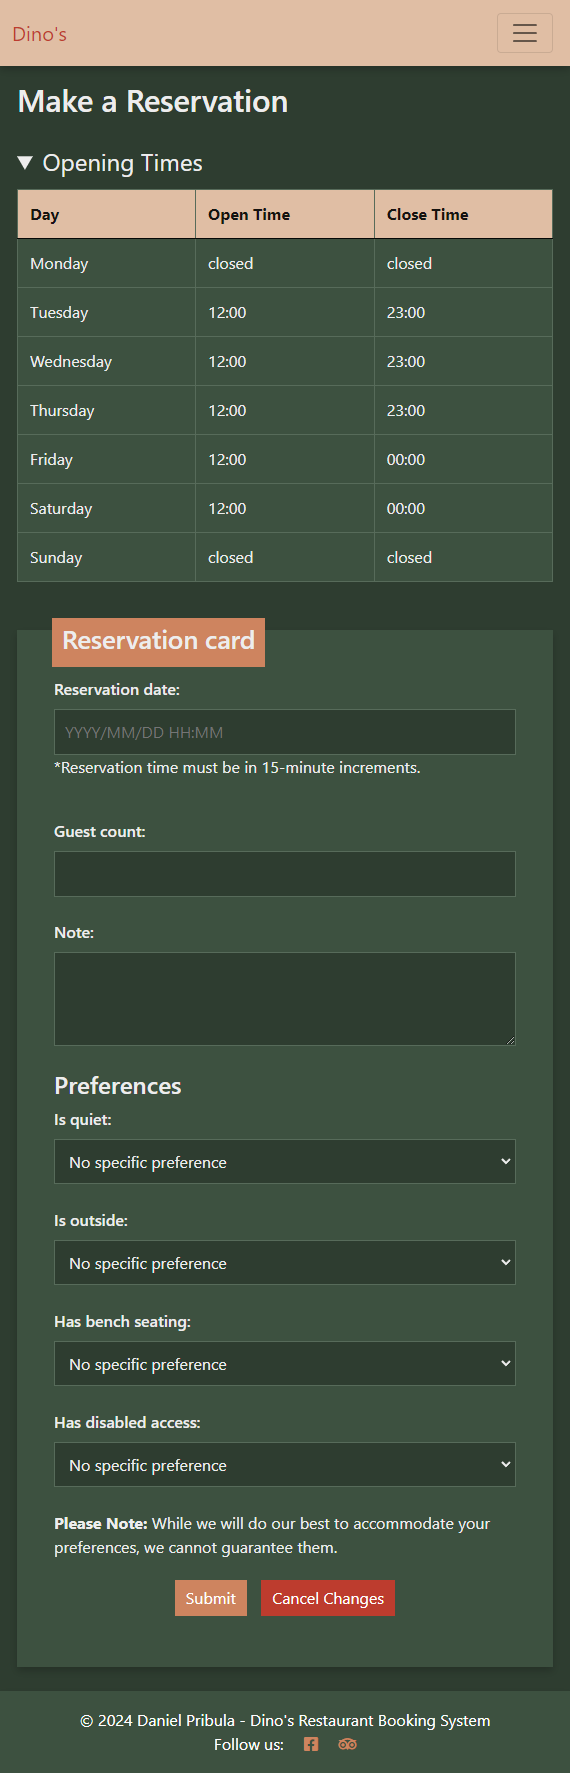 Dino's
Make a Reservation
Opening Times
Day Open Time Close Time
Monday closed closed
Tuesday 12:00 23:00
Wednesday 12:00 23:00
Thursday 12:00 23:00
Friday 12:00 00:00
Saturday 12:00 00:00
Sunday closed closed
Reservation card
Reservation date:
YYYY/MM/DD HH:MM
*Reservation time must be in 15-minute increments.
Guest count:
Note:
Preferences
Is quiet:
No specific preference
Is outside:
No specific preference
Has bench seating:
No specific preference
Has disabled access:
No specific preference
Please Note: While we will do our best to accommodate your
preferences, we cannot guarantee them.
Submit Cancel Changes
© 2024 Daniel Pribula - Dino's Restaurant Booking System
Follow us: